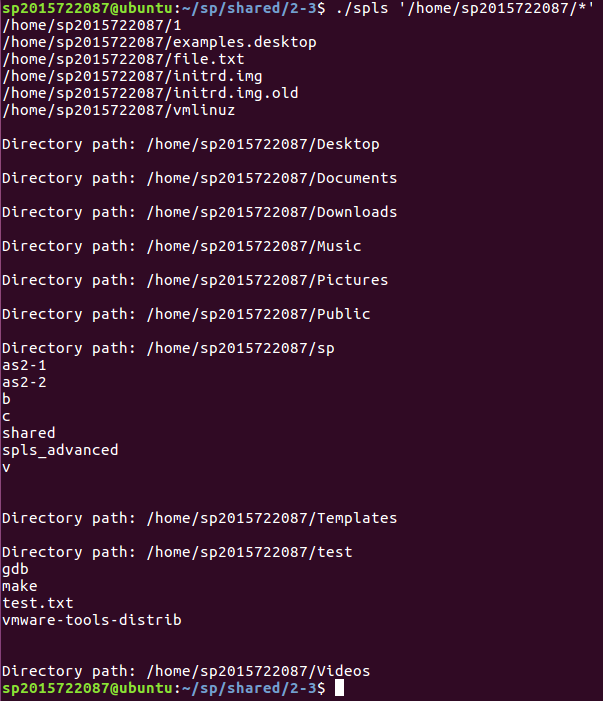 sp2015722087@ubuntu:~/sp/shared/2-3$ ./spls '/home/sp2015722087/*'
/home/sp2015722087/1
/home/sp2015722087/examples.desktop
/home/sp2015722087/file.txt
/home/sp2015722087/initrd.img
/home/sp2015722087/initrd.img.old
/home/sp2015722087/vmlinuz
Directory path: /home/sp2015722087/Desktop
Directory path: /home/sp2015722087/Documents
Directory path: /home/sp2015722087/Downloads
Directory path: /home/sp2015722087/Music
Directory path: /home/sp2015722087/Pictures
Directory path: /home/sp2015722087/Public
Directory path: /home/sp2015722087/sp
as2-1
as2-2
b
c
shared
spls_advanced
v
Directory path: /home/sp2015722087/Templates
Directory path: /home/sp2015722087/test
gdb
make
test.txt
vmware-tools-distrib
Directory path: /home/sp2015722087/Videos
sp2015722087@ubuntu:~/sp/shared/2-3$